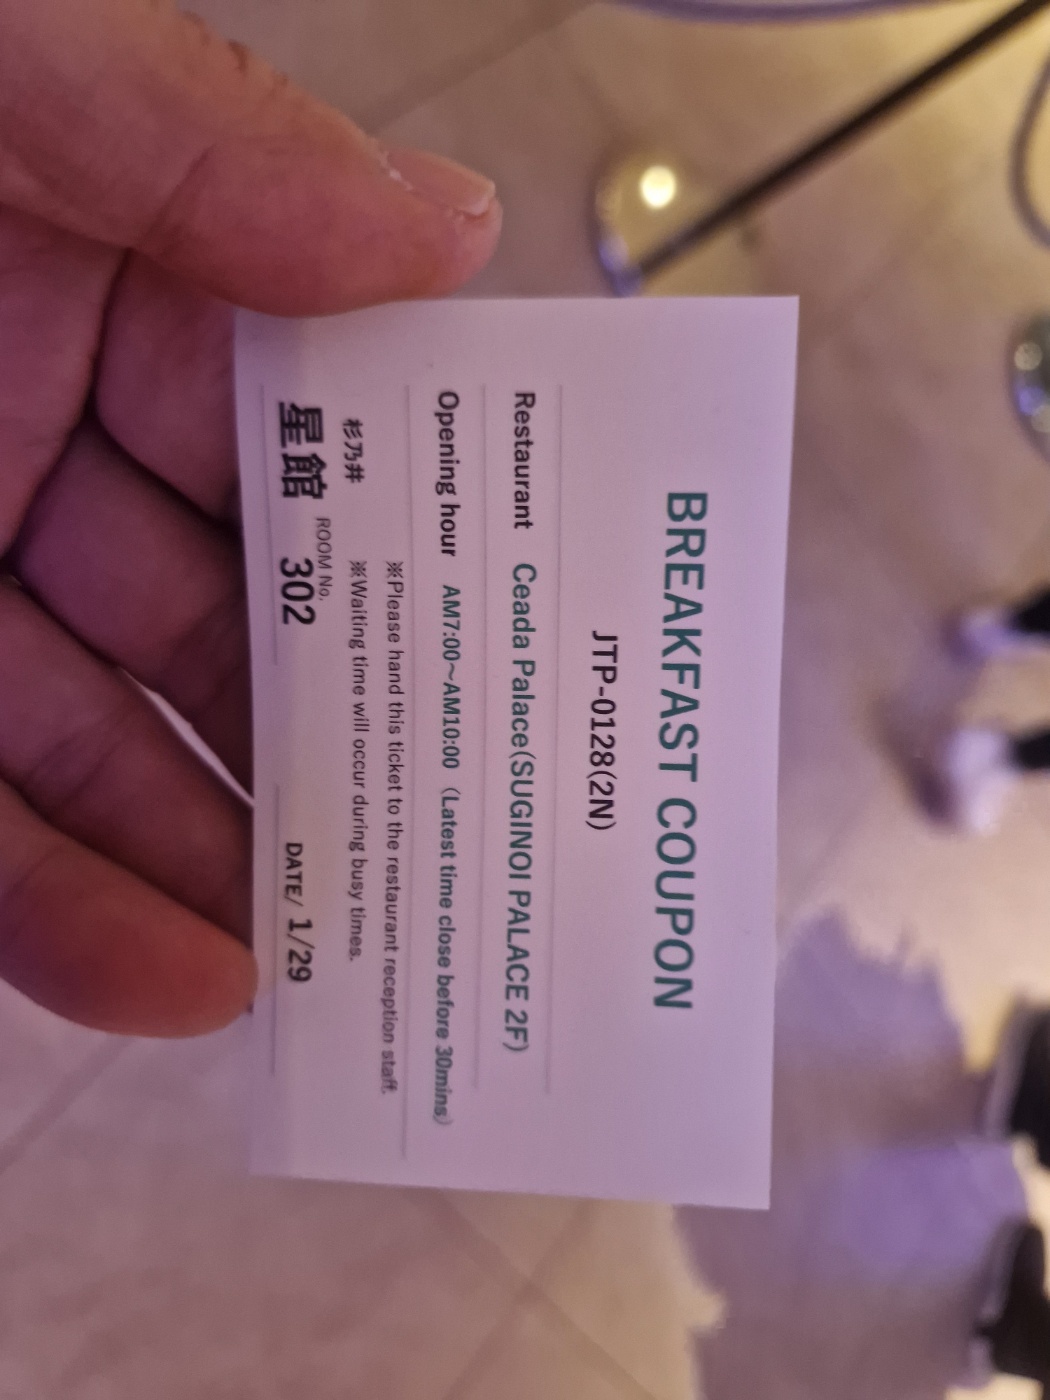 BREAKFAST COUPON
JTP-0128(2N)
Restaurant Ceada Palace(SUGINOI PALACE 2F)
Opening hour AM7:00～AM10:00 (Latest time close before 30mins)
※Please hand this ticket to the restaurant reception staff.
杉乃井 ※Waiting time will occur during busy times.
星館 ROOM No. 302 DATE/ 1/29